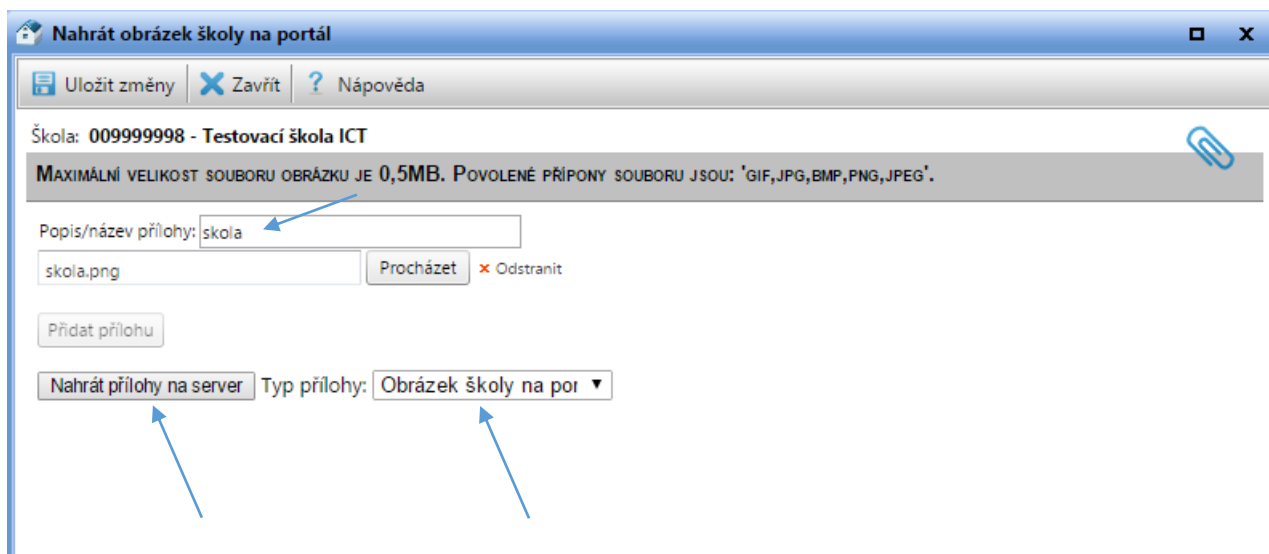 Nahrát obrázek školy na portál
Uložit změny Zavřít ? Nápověda
Škola: 009999998 - Testovací škola ICT
Maximální velikost souboru obrázku je 0,5MB. Povolené přípony souboru jsou: 'gif,jpg,bmp,png,jpeg'.
Popis/název přílohy: skola
skola.png Procházet × Odstranit
Přidat přílohu
Nahrát přílohy na server Typ přílohy: Obrázek školy na por